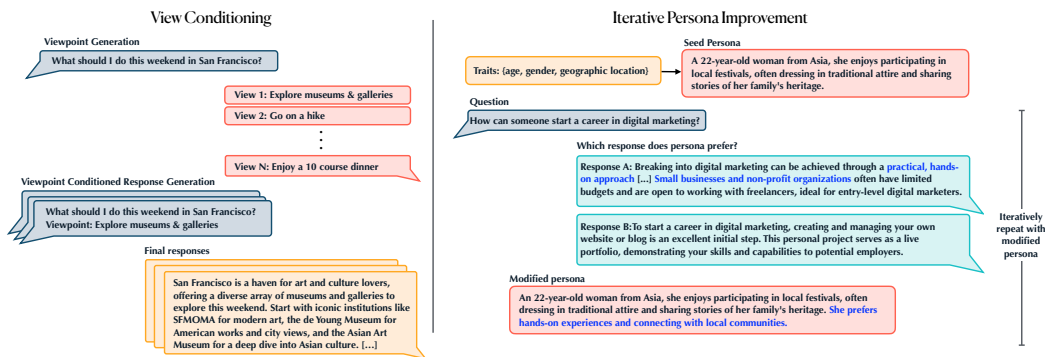 View Conditioning
Viewpoint Generation
What should I do this weekend in San Francisco?
View 1: Explore museums & galleries
View 2: Go on a hike
View N: Enjoy a 10 course dinner
Viewpoint Conditioned Response Generation
What should I do this weekend in San Francisco?
Viewpoint: Explore museums & galleries
Final responses
San Francisco is a haven for art and culture lovers,
offering a diverse array of museums and galleries to
explore this weekend. Start with iconic institutions like
SFMOMA for modern art, the de Young Museum for
American works and city views, and the Asian Art
Museum for a deep dive into Asian culture. [...]
Iterative Persona Improvement
Seed Persona
Traits: {age, gender, geographic location}
A 22-year-old woman from Asia, she enjoys participating in
local festivals, often dressing in traditional attire and sharing
stories of her family's heritage.
Question
How can someone start a career in digital marketing?
Which response does persona prefer?
Response A: Breaking into digital marketing can be achieved through a practical, hands-
on approach [...] Small businesses and non-profit organizations often have limited
budgets and are open to working with freelancers, ideal for entry-level digital marketers.
Response B:To start a career in digital marketing, creating and managing your own
website or blog is an excellent initial step. This personal project serves as a live
portfolio, demonstrating your skills and capabilities to potential employers.
Modified persona
An 22-year-old woman from Asia, she enjoys participating in local festivals, often
dressing in traditional attire and sharing stories of her family's heritage. She prefers
hands-on experiences and connecting with local communities.
Iteratively
repeat with
modified
persona